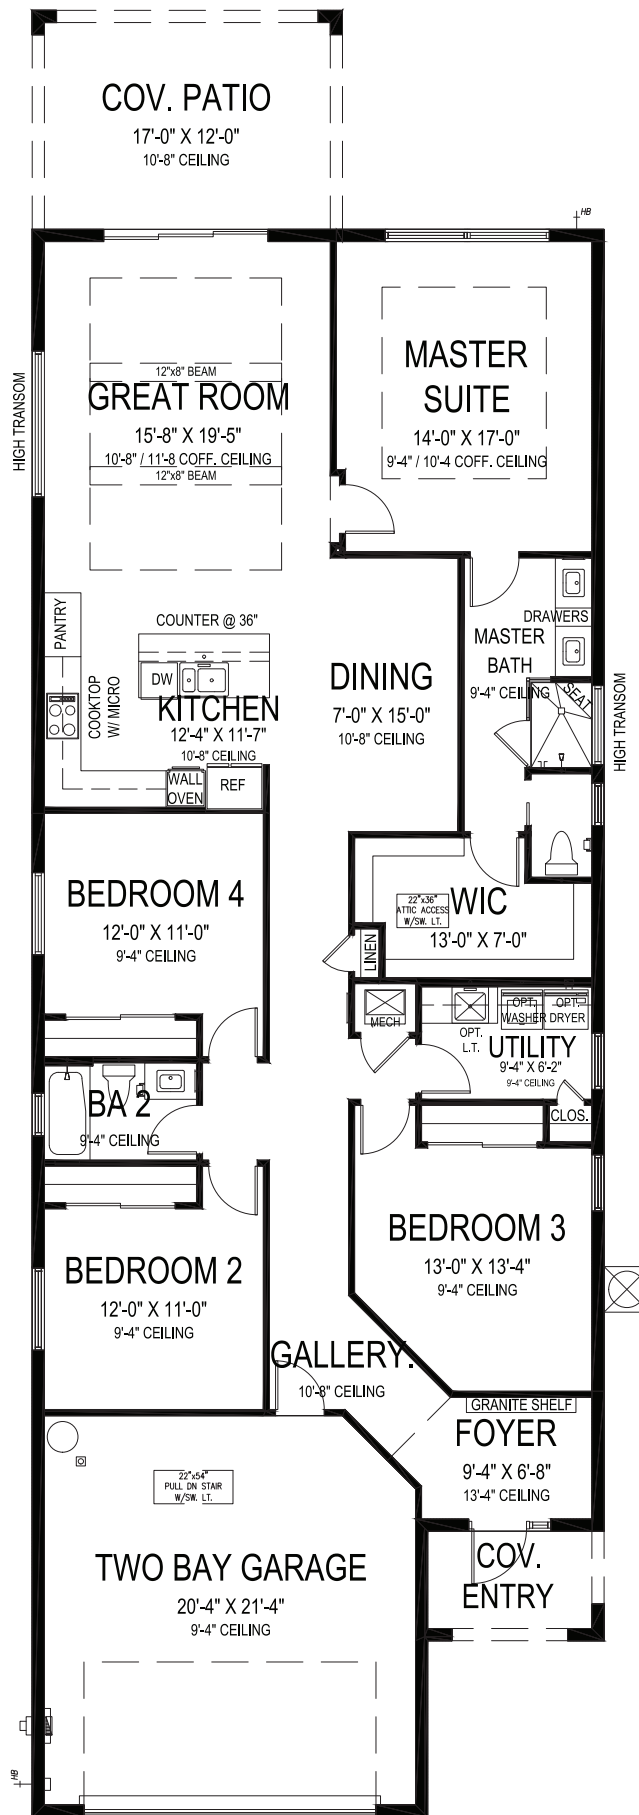 COV. PATIO
17'-0" X 12'-0"
10'-8" CEILING
HB
12"x8" BEAM
GREAT ROOM
15'-8" X 19'-5"
10'-8" / 11'-8 COFF. CEILING
12"x8" BEAM
HIGH TRANSOM
MASTER
SUITE
14'-0" X 17'-0"
9'-4" / 10'-4 COFF. CEILING
PANTRY
COUNTER @ 36"
DW
COOKTOP
W/ MICRO
KITCHEN
12'-4" X 11'-7"
10'-8" CEILING
WALL
OVEN
REF
DINING
7'-0" X 15'-0"
10'-8" CEILING
DRAWERS
MASTER
BATH
9'-4" CEILING
SEAT
HIGH TRANSOM
BEDROOM 4
12'-0" X 11'-0"
9'-4" CEILING
22"x36"
ATTIC ACCESS
W/SW. LT.
WIC
13'-0" X 7'-0"
LINEN
MECH
OPT.
L.T.
OPT.
WASHER
OPT.
DRYER
UTILITY
9'-4" X 6'-2"
9'-4" CEILING
CLOS.
BA 2
9'-4" CEILING
BEDROOM 3
13'-0" X 13'-4"
9'-4" CEILING
BEDROOM 2
12'-0" X 11'-0"
9'-4" CEILING
GALLERY.
10'-8" CEILING
GRANITE SHELF
FOYER
9'-4" X 6'-8"
13'-4" CEILING
22"x54"
PULL DN STAIR
W/SW. LT.
COV.
ENTRY
TWO BAY GARAGE
20'-4" X 21'-4"
9'-4" CEILING
HB